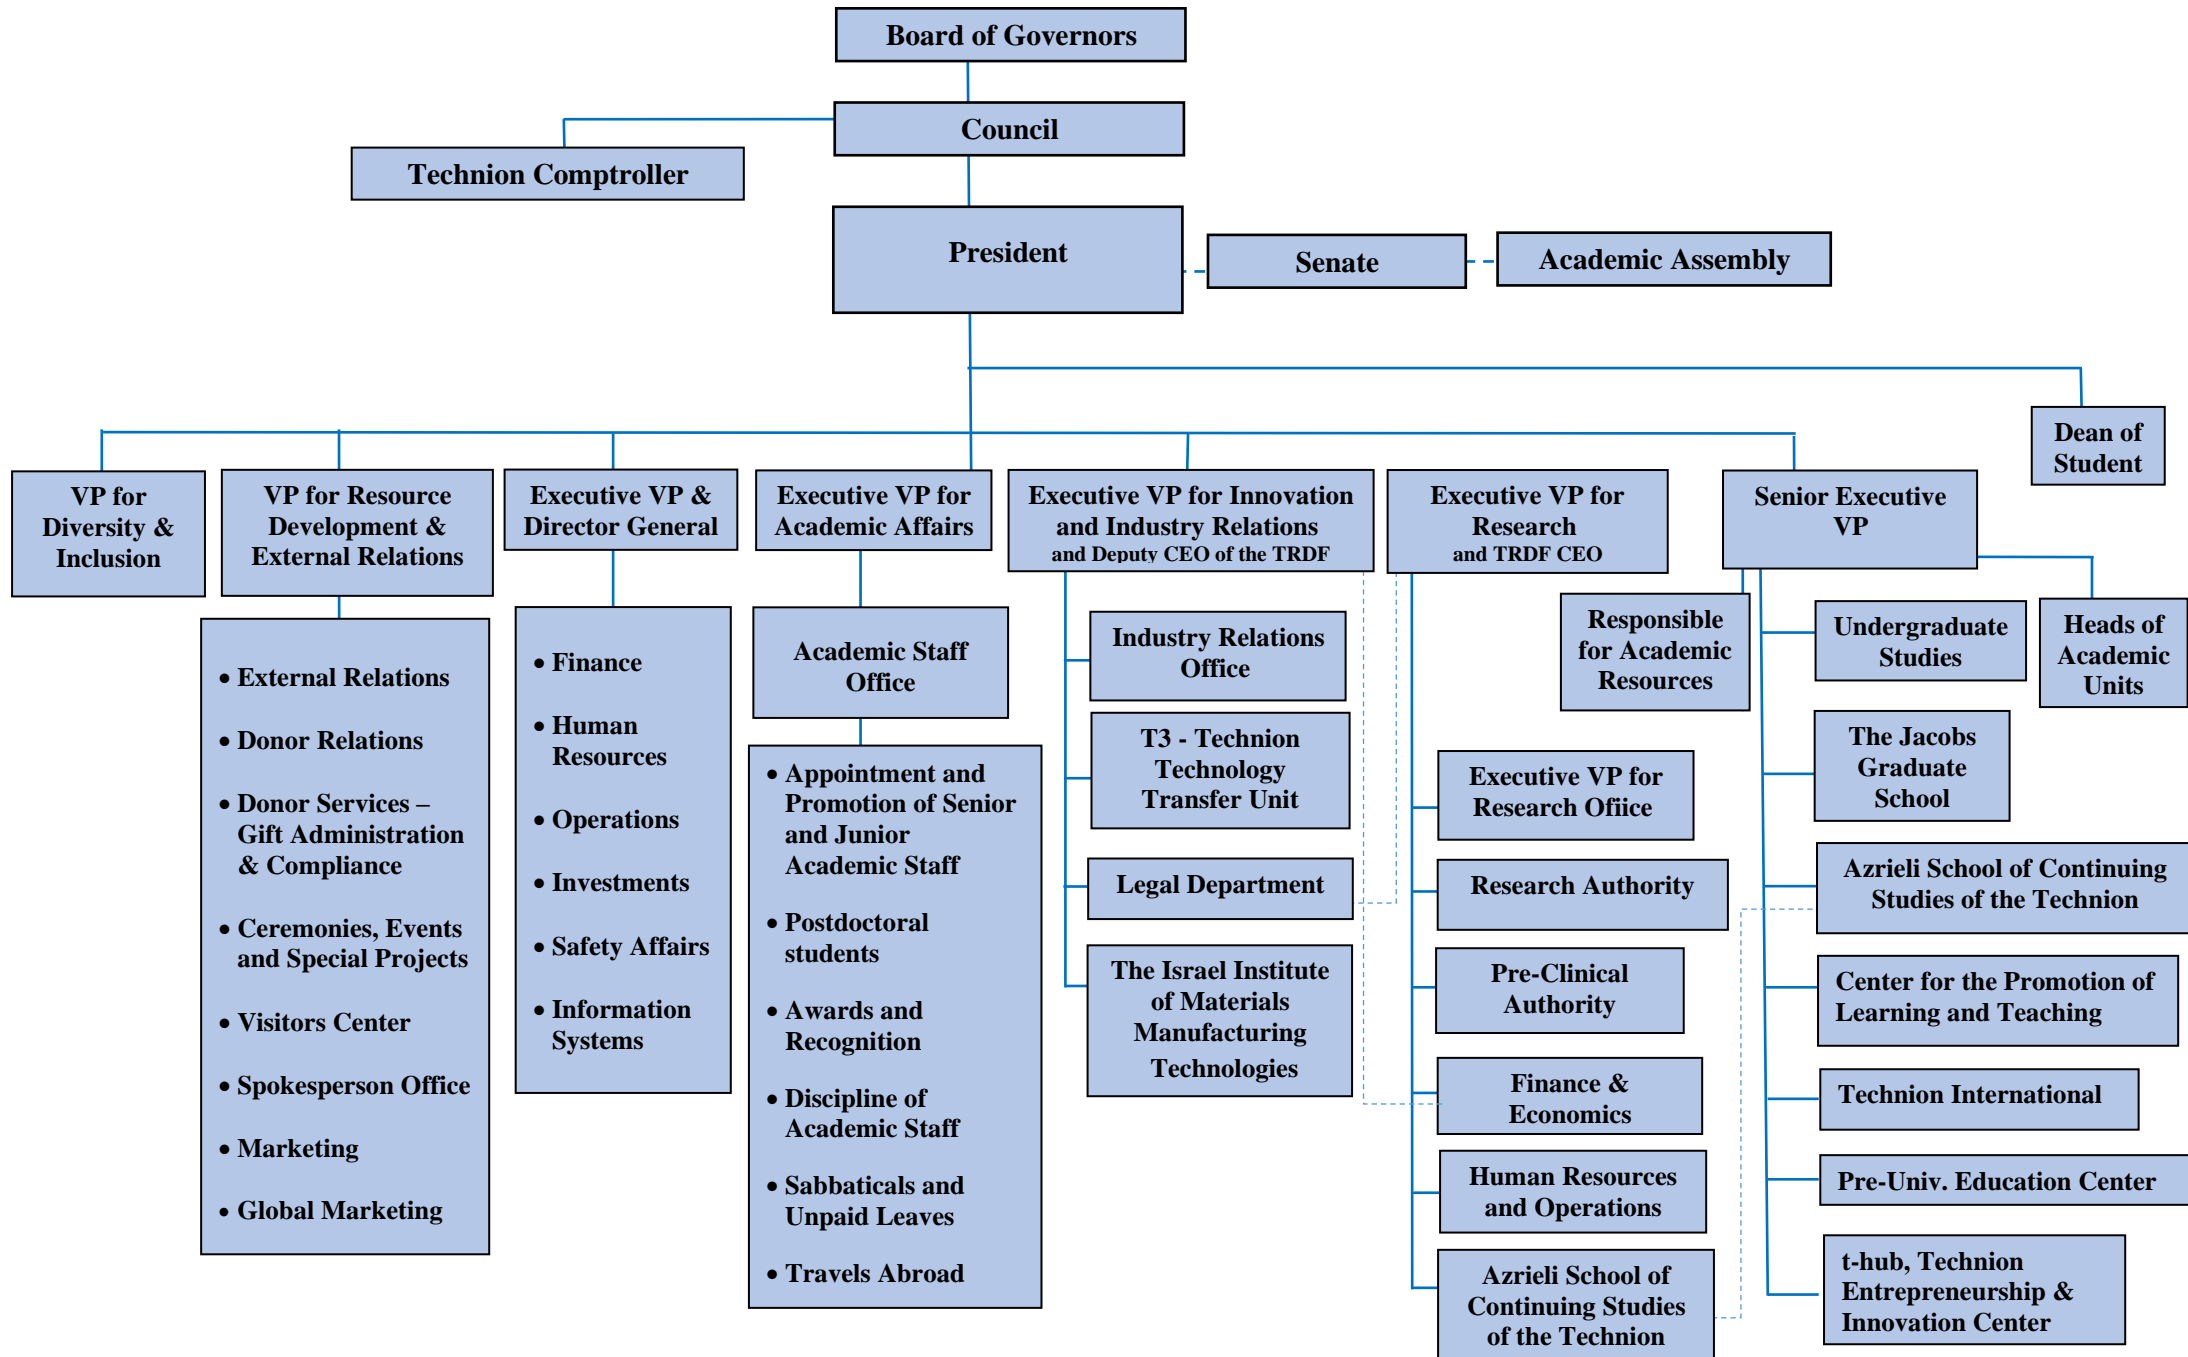 Board of Governors
Council
Technion Comptroller
President
Senate
Academic Assembly
Dean of
Student
VP for
Diversity &
Inclusion
VP for Resource
Development &
External Relations
Executive VP &
Director General
Executive VP for
Academic Affairs
Executive VP for Innovation
and Industry Relations
and Deputy CEO of the TRDF
Executive VP for
Research
and TRDF CEO
Senior Executive
VP
• External Relations
• Donor Relations
• Donor Services –
Gift Administration
& Compliance
• Ceremonies, Events
and Special Projects
• Visitors Center
• Spokesperson Office
• Marketing
• Global Marketing
• Finance
• Human
Resources
• Operations
• Investments
• Safety Affairs
• Information
Systems
Academic Staff
Office
• Appointment and
Promotion of Senior
and Junior
Academic Staff
• Postdoctoral
students
• Awards and
Recognition
• Discipline of
Academic Staff
• Sabbaticals and
Unpaid Leaves
• Travels Abroad
Industry Relations
Office
T3 - Technion
Technology
Transfer Unit
Legal Department
The Israel Institute
of Materials
Manufacturing
Technologies
Executive VP for
Research Ofiice
Research Authority
Pre-Clinical
Authority
Finance &
Economics
Human Resources
and Operations
Azrieli School of
Continuing Studies
of the Technion
Responsible
for Academic
Resources
Undergraduate
Studies
Heads of
Academic
Units
The Jacobs
Graduate
School
Azrieli School of Continuing
Studies of the Technion
Center for the Promotion of
Learning and Teaching
Technion International
Pre-Univ. Education Center
t-hub, Technion
Entrepreneurship &
Innovation Center